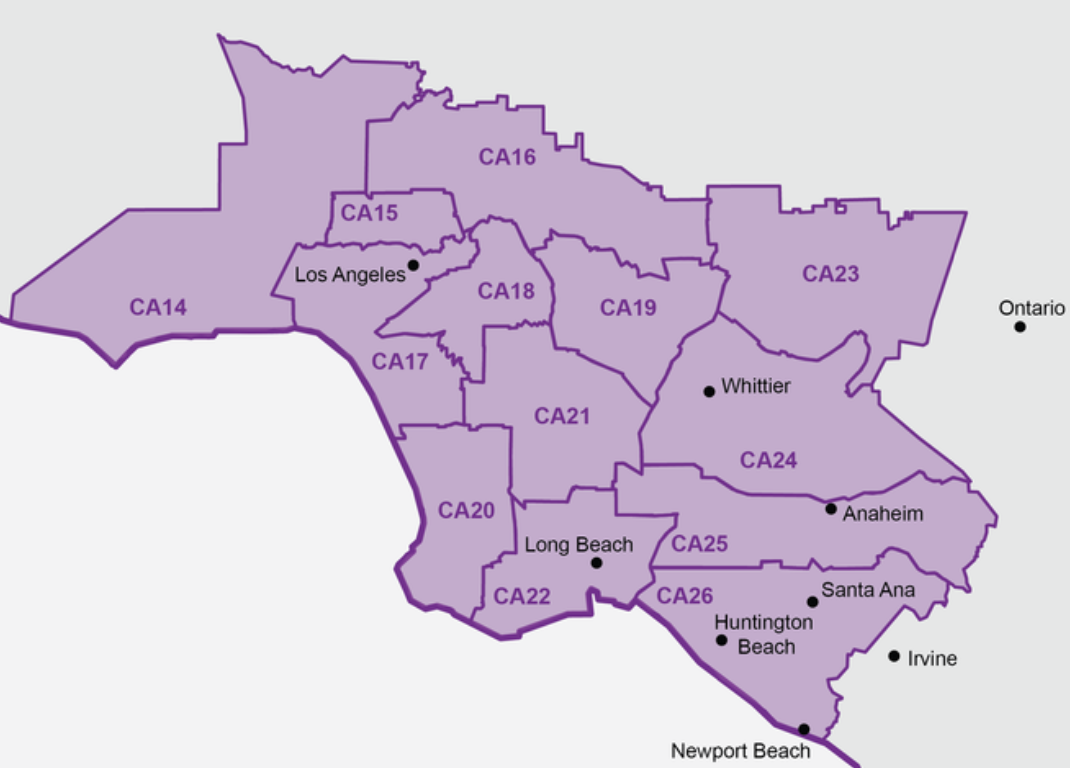 CA16
CA15
Los Angeles
CA18
CA23
CA14
CA19
Ontario
CA17
Whittier
CA21
CA24
CA20
Anaheim
Long Beach
CA25
CA22
CA26
Santa Ana
Huntington
Beach
Irvine
Newport Beach